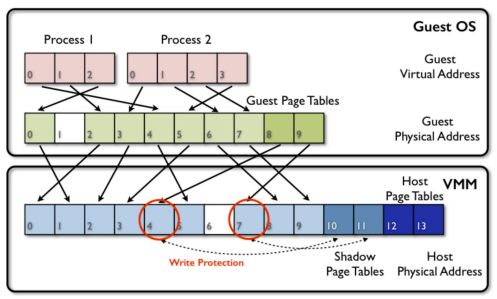 Guest OS
Process 1 Process 2
Guest
Virtual Address
0 1 2 0 1 2 3
Guest Page Tables
Guest
Physical Address
0 1 2 3 4 5 6 7 8 9
VMM
Host
Page Tables
0 1 2 3 4 5 6 7 8 9 10 11 12 13
Write Protection
Shadow
Page Tables
Host
Physical Address